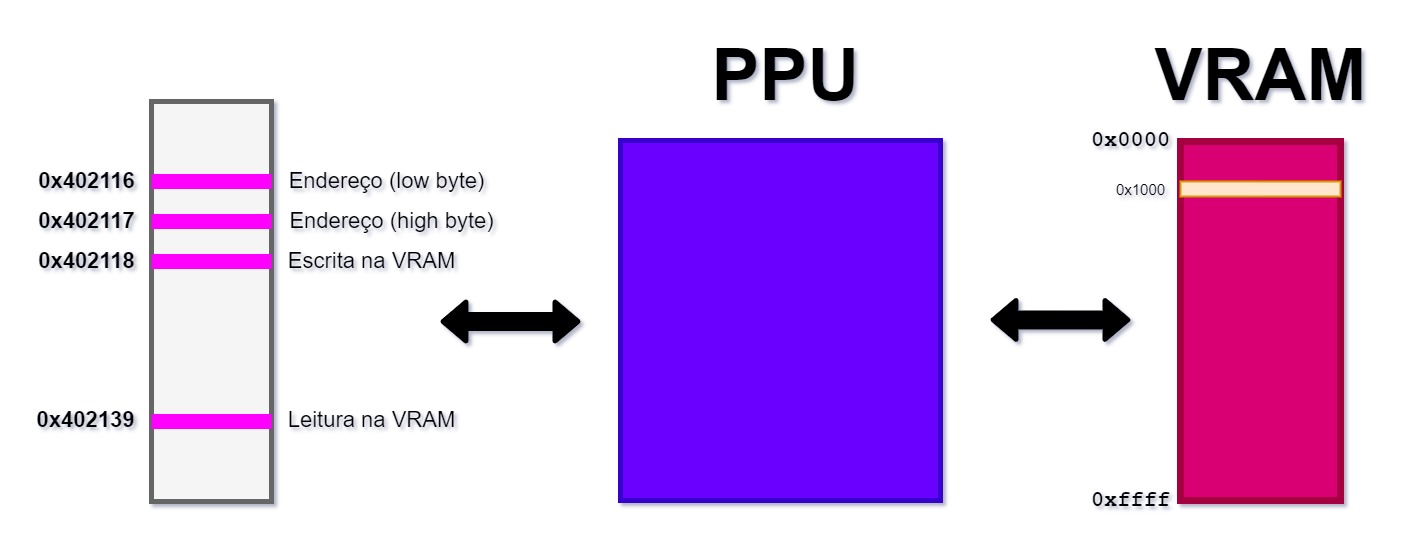 PPU
VRAM
0x402116 Endereço (low byte)
0x402117 Endereço (high byte)
0x402118 Escrita na VRAM
0x402139 Leitura na VRAM
0x0000
0x1000
0xffff